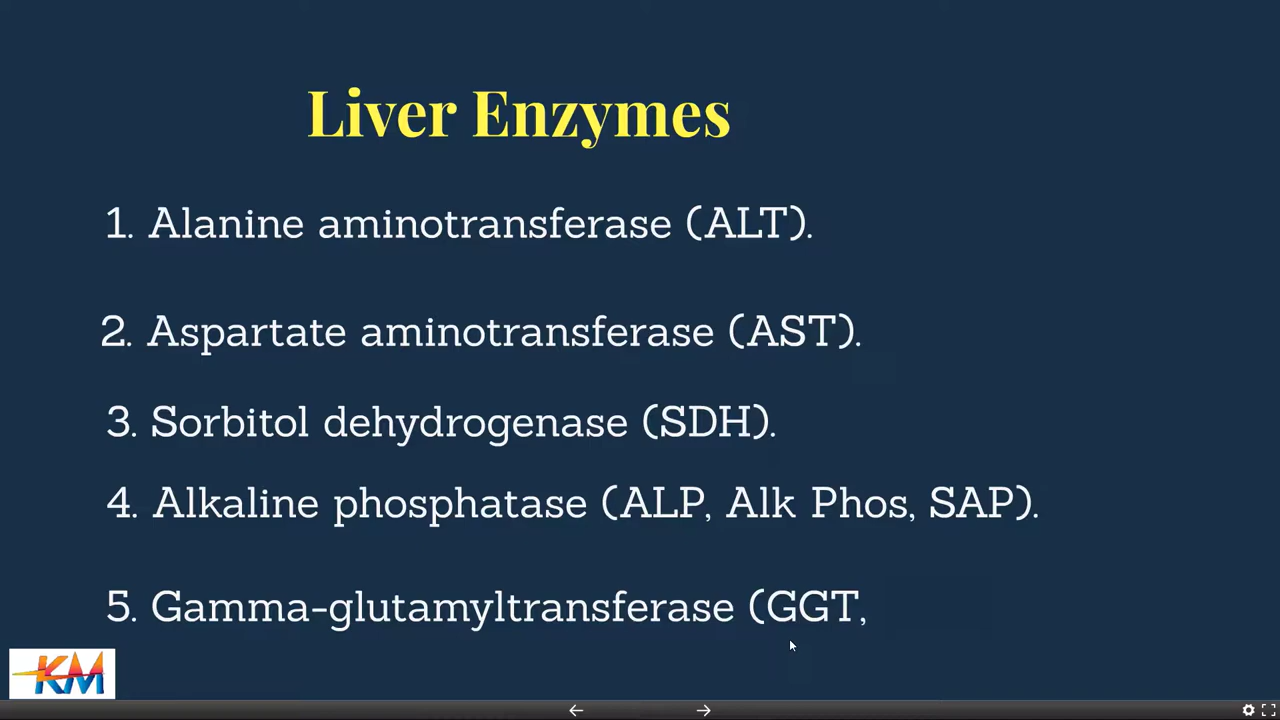 Liver Enzymes
1. Alanine aminotransferase (ALT).
2. Aspartate aminotransferase (AST).
3. Sorbitol dehydrogenase (SDH).
4. Alkaline phosphatase (ALP, Alk Phos, SAP).
5. Gamma-glutamyltransferase (GGT,
KM